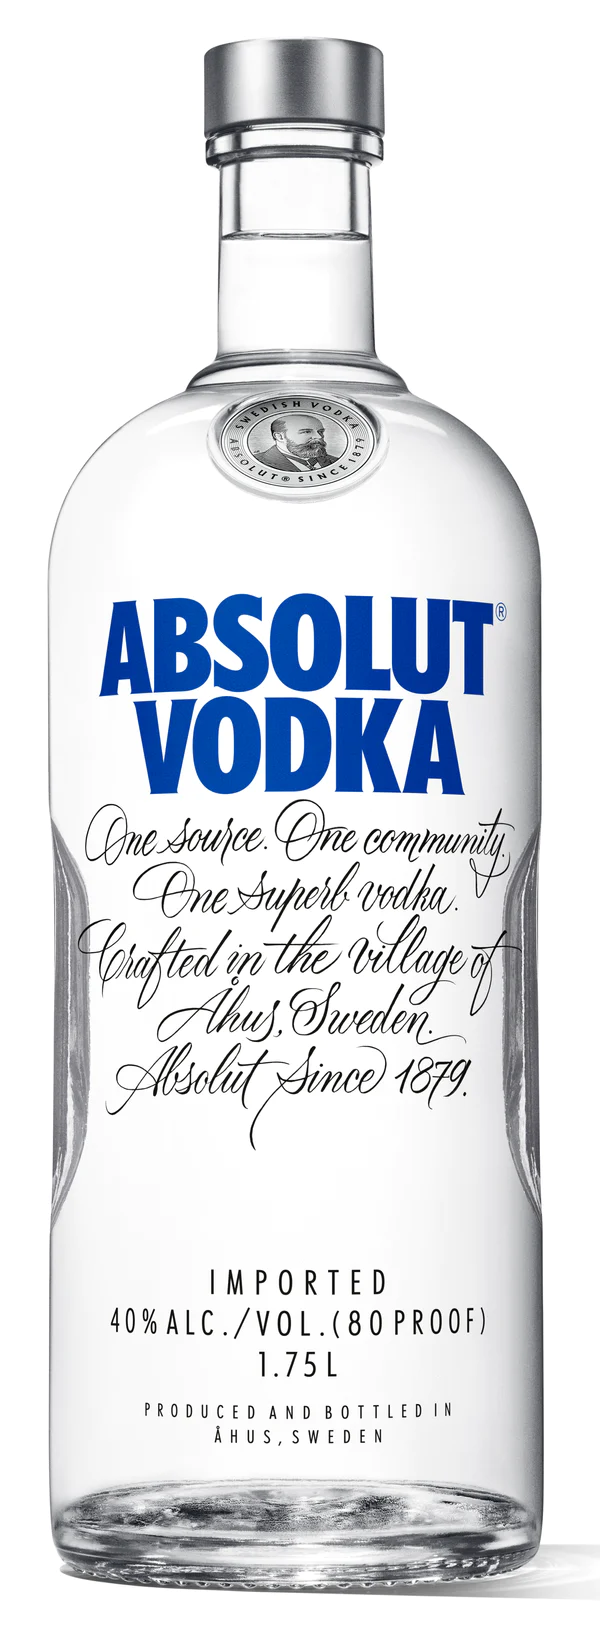 SWEDISH VODKA
ABSOLUT® SINCE 1879
ABSOLUT®
VODKA
One source. One community.
One superb vodka.
Crafted in the village of
Åhus, Sweden.
Absolut Since 1879.
IMPORTED
40% ALC./VOL. (80 PROOF)
1.75 L
PRODUCED AND BOTTLED IN
ÅHUS, SWEDEN